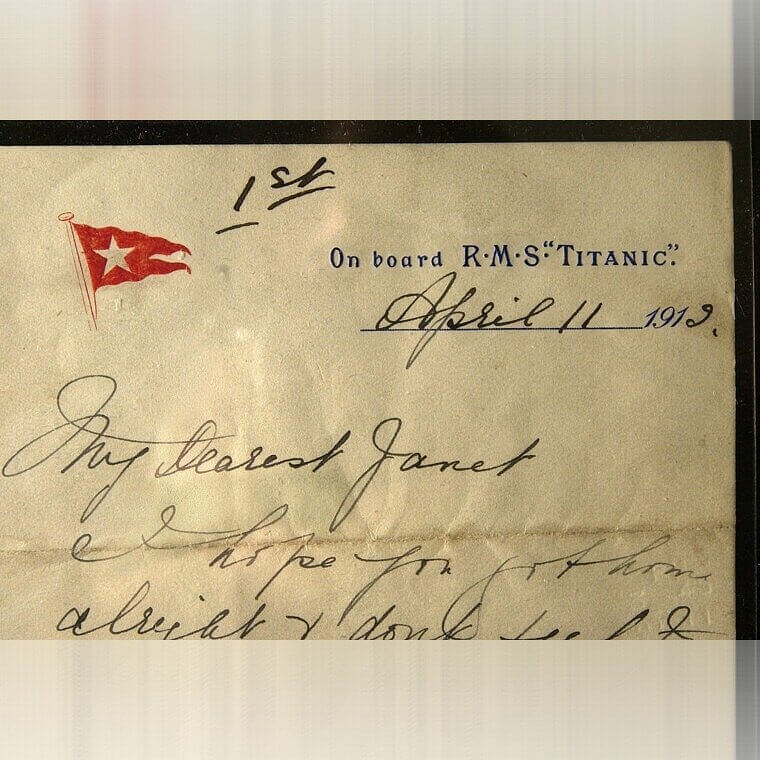 1st
On board R·M·S·"TITANIC".
April 11 1912.
My Dearest Janet
I hope you got home
alright & dont feel